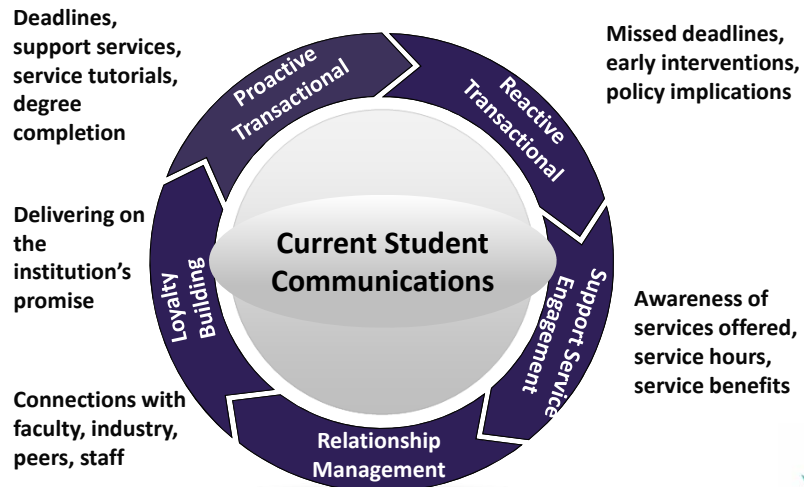 Deadlines,
support services,
service tutorials,
degree
completion
Proactive
Transactional
Reactive
Transactional
Missed deadlines,
early interventions,
policy implications
Delivering on
the
institution’s
promise
Loyalty
Building
Current Student
Communications
Support Service
Engagement
Awareness of
services offered,
service hours,
service benefits
Connections with
faculty, industry,
peers, staff
Relationship
Management